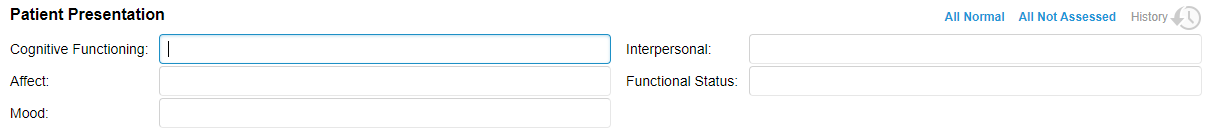 Patient Presentation All Normal All Not Assessed History
Cognitive Functioning: Interpersonal:
Affect: Functional Status:
Mood: